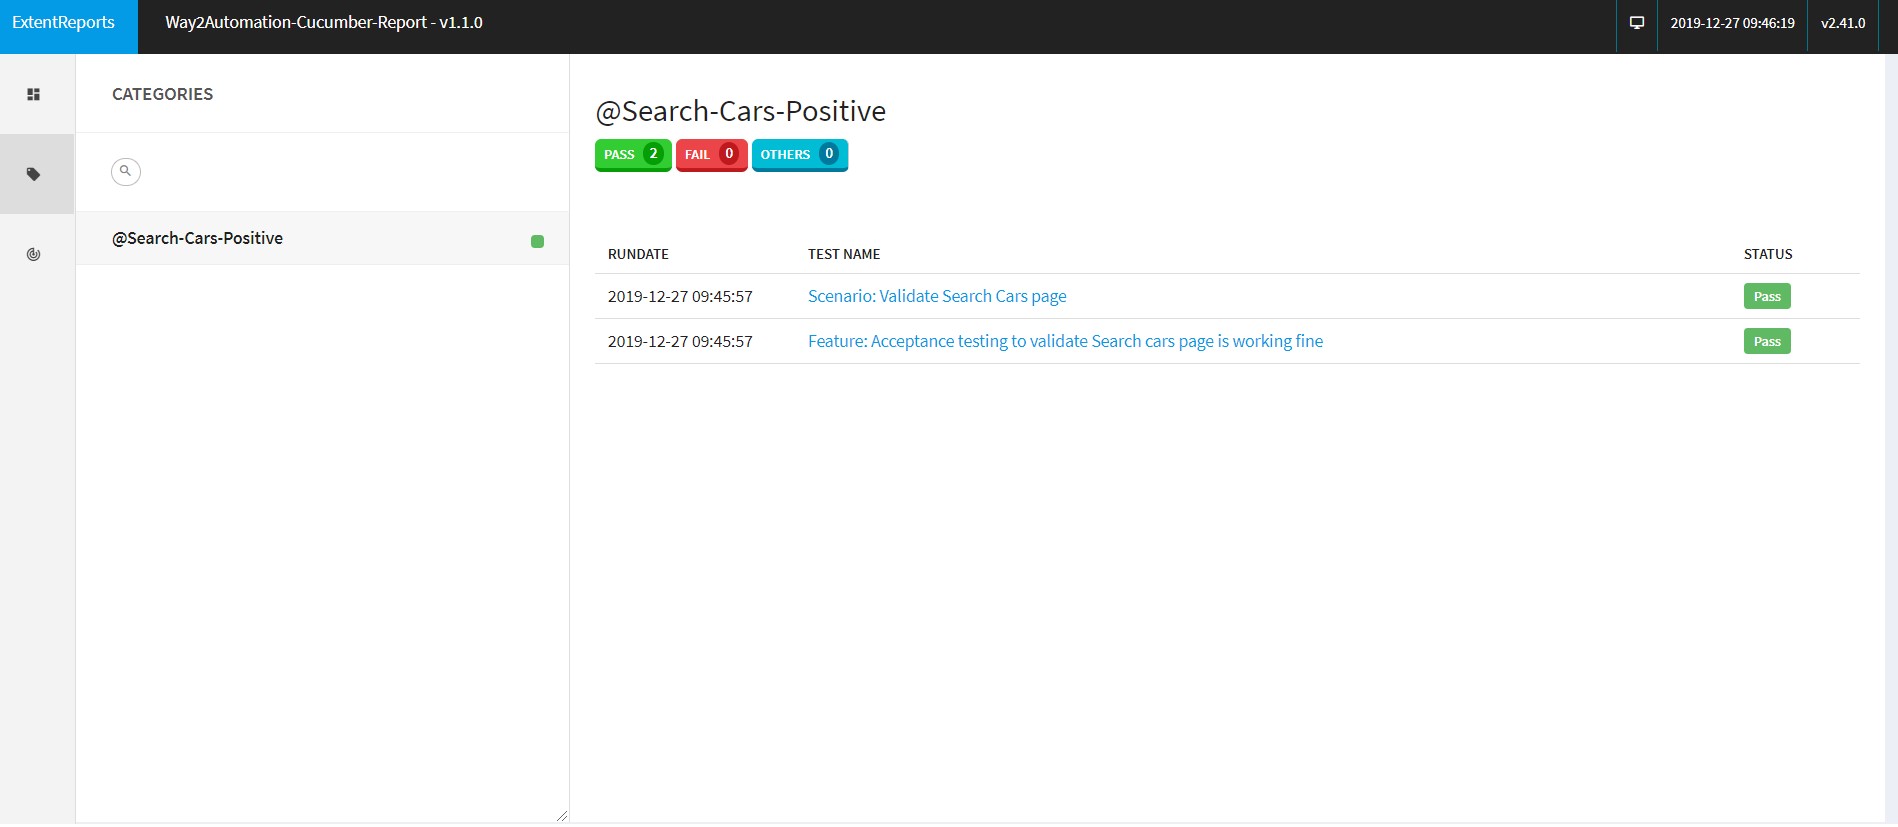 ExtentReports
Way2Automation-Cucumber-Report - v1.1.0
2019-12-27 09:46:19
v2.41.0
CATEGORIES
@Search-Cars-Positive
@Search-Cars-Positive
PASS 2 FAIL 0 OTHERS 0
RUNDATE TEST NAME STATUS
2019-12-27 09:45:57 Scenario: Validate Search Cars page Pass
2019-12-27 09:45:57 Feature: Acceptance testing to validate Search cars page is working fine Pass